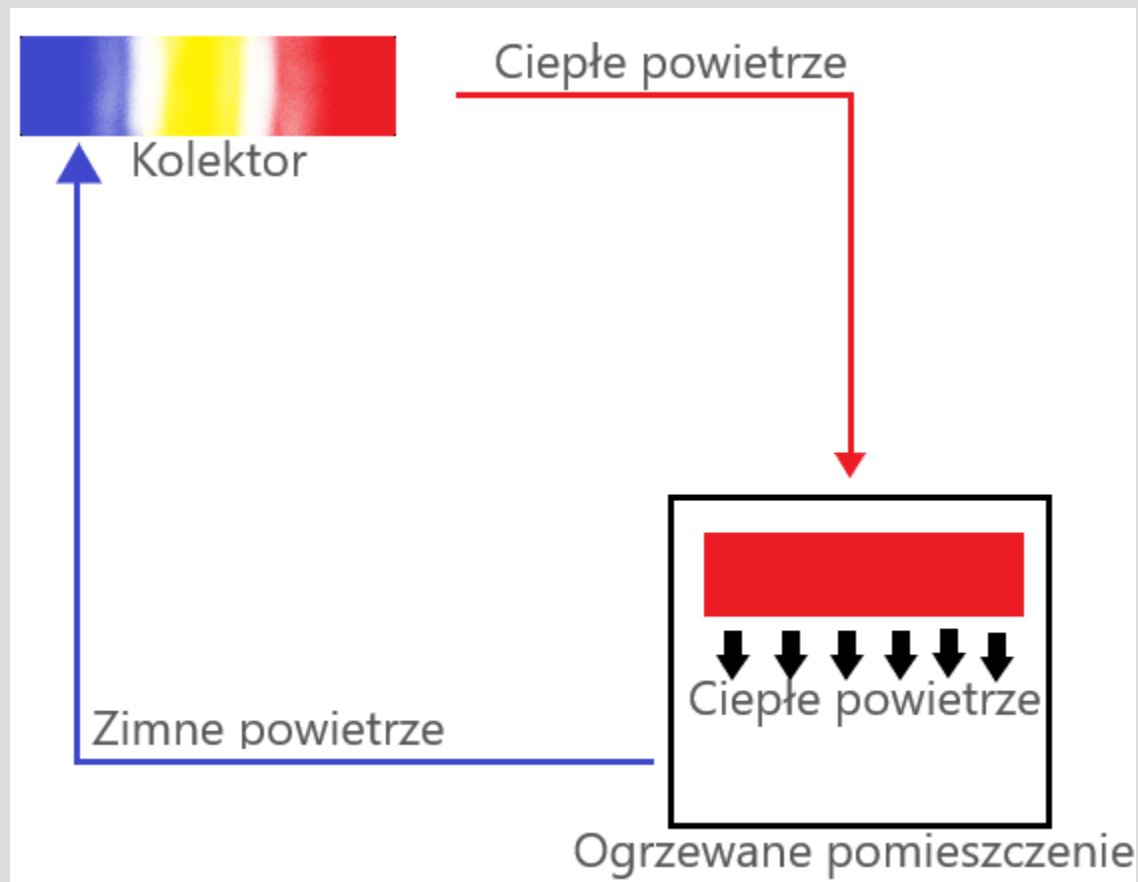 Ciepłe powietrze
Kolektor
Ciepłe powietrze
Zimne powietrze
Ogrzewane pomieszczenie